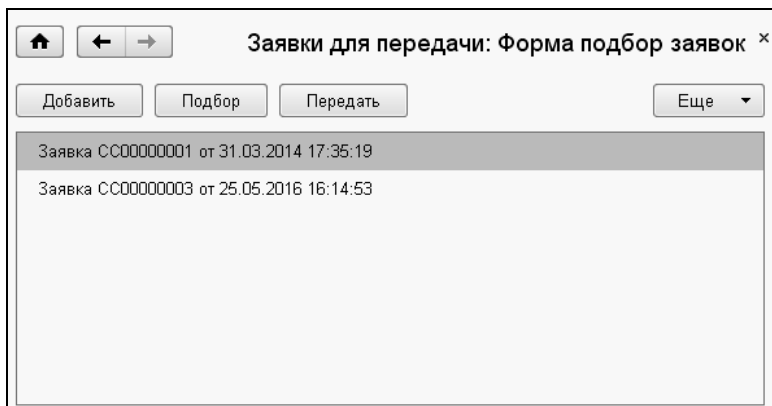 Заявки для передачи: Форма подбор заявок
Добавить Подбор Передать Еще
Заявка СС00000001 от 31.03.2014 17:35:19
Заявка СС00000003 от 25.05.2016 16:14:53